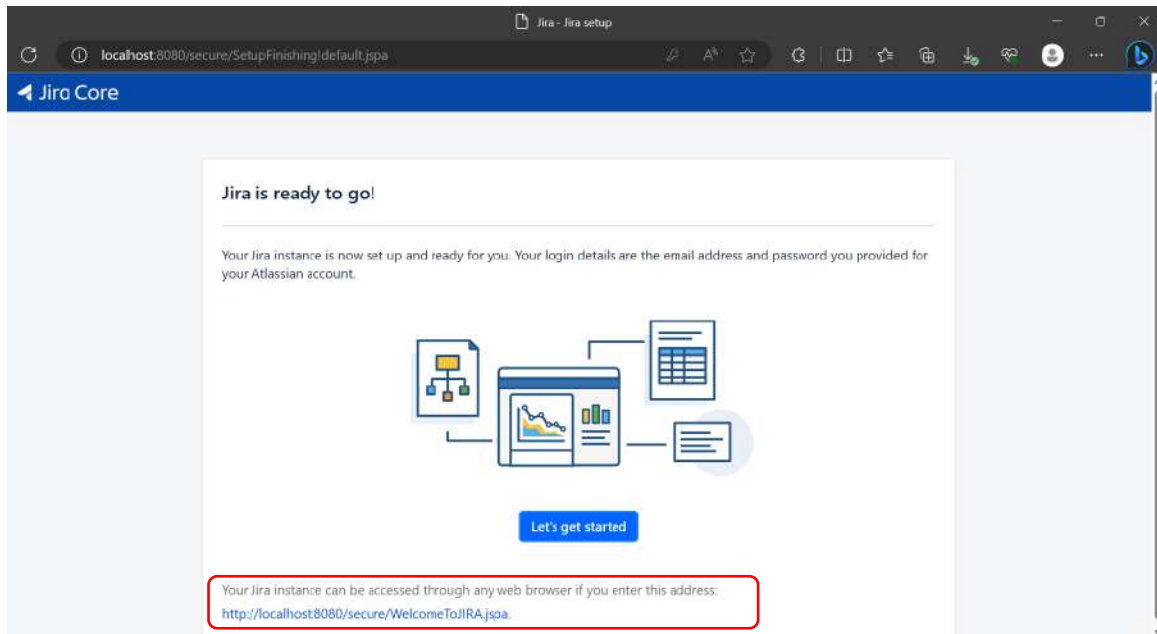 Jira - Jira setup
localhost:8080/secure/SetupFinishing!default.jspa
Jira Core
Jira is ready to go!
Your Jira instance is now set up and ready for you. Your login details are the email address and password you provided for
your Atlassian account.
Let's get started
Your Jira instance can be accessed through any web browser if you enter this address:
http://localhost:8080/secure/WelcomeToJIRA.jspa.